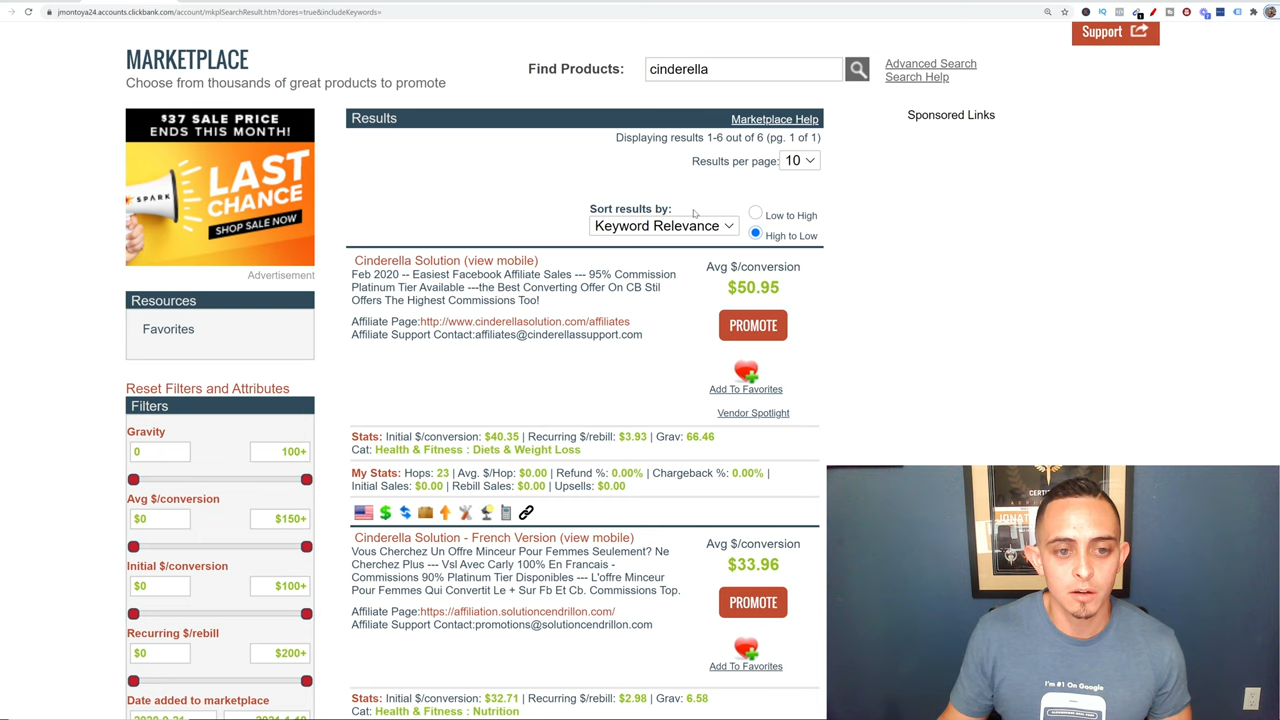 jmontoya24.accounts.clickbank.com/account/mkplSearchResult.htm?dores=true&includeKeywords=
Support
MARKETPLACE
Choose from thousands of great products to promote
Find Products:
cinderella
Advanced Search
Search Help
$37 SALE PRICE
ENDS THIS MONTH!
SPARK
LAST
CHANCE
SHOP SALE NOW
Advertisement
Resources
Favorites
Reset Filters and Attributes
Filters
Gravity
0
100+
Avg $/conversion
$0
$150+
Initial $/conversion
$0
$100+
Recurring $/rebill
$0
$200+
Date added to marketplace
Results
Marketplace Help
Displaying results 1-6 out of 6 (pg. 1 of 1)
Results per page: 10
Sort results by:
Keyword Relevance
Low to High
High to Low
Cinderella Solution (view mobile)
Feb 2020 -- Easiest Facebook Affiliate Sales --- 95% Commission
Platinum Tier Available ---the Best Converting Offer On CB Stil
Offers The Highest Commissions Too!
Affiliate Page:http://www.cinderellasolution.com/affiliates
Affiliate Support Contact:affiliates@cinderellassupport.com
Avg $/conversion
$50.95
PROMOTE
Add To Favorites
Vendor Spotlight
Stats: Initial $/conversion: $40.35 | Recurring $/rebill: $3.93 | Grav: 66.46
Cat: Health & Fitness : Diets & Weight Loss
My Stats: Hops: 23 | Avg. $/Hop: $0.00 | Refund %: 0.00% | Chargeback %: 0.00% |
Initial Sales: $0.00 | Rebill Sales: $0.00 | Upsells: $0.00
Cinderella Solution - French Version (view mobile)
Vous Cherchez Un Offre Minceur Pour Femmes Seulement? Ne
Cherchez Plus --- Vsl Avec Carly 100% En Francais -
Commissions 90% Platinum Tier Disponibles --- L'offre Minceur
Pour Femmes Qui Convertit Le + Sur Fb Et Cb. Commissions Top.
Affiliate Page:https://affiliation.solutioncendrillon.com/
Affiliate Support Contact:promotions@solutioncendrillon.com
Avg $/conversion
$33.96
PROMOTE
Add To Favorites
Stats: Initial $/conversion: $32.71 | Recurring $/rebill: $2.98 | Grav: 6.58
Cat: Health & Fitness : Nutrition
Sponsored Links
I'm #1 On Google